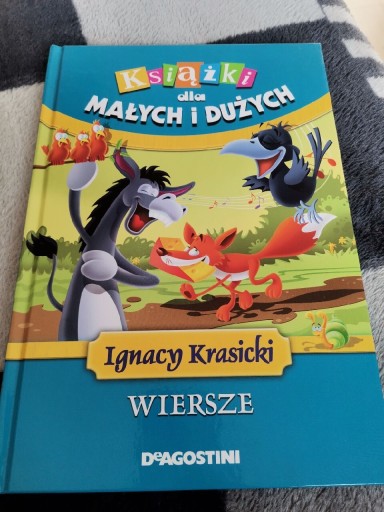 Książki
dla
MAŁYCH i DUŻYCH
Ignacy Krasicki
WIERSZE
DeAGOSTINI